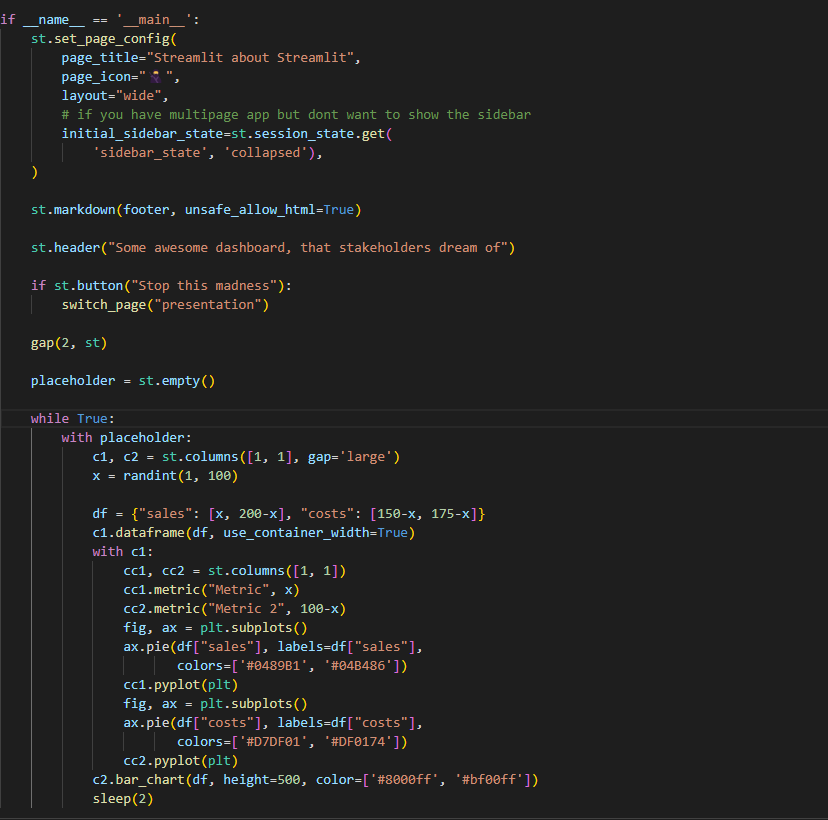 if __name__ == '__main__':
    st.set_page_config(
        page_title="Streamlit about Streamlit",
        page_icon=" ",
        layout="wide",
        # if you have multipage app but dont want to show the sidebar
        initial_sidebar_state=st.session_state.get(
            'sidebar_state', 'collapsed'),
    )
    st.markdown(footer, unsafe_allow_html=True)
    st.header("Some awesome dashboard, that stakeholders dream of")
    if st.button("Stop this madness"):
        switch_page("presentation")
    gap(2, st)
    placeholder = st.empty()
    while True:
        with placeholder:
            c1, c2 = st.columns([1, 1], gap='large')
            x = randint(1, 100)
            df = {"sales": [x, 200-x], "costs": [150-x, 175-x]}
            c1.dataframe(df, use_container_width=True)
            with c1:
                cc1, cc2 = st.columns([1, 1])
                cc1.metric("Metric", x)
                cc2.metric("Metric 2", 100-x)
                fig, ax = plt.subplots()
                ax.pie(df["sales"], labels=df["sales"],
                       colors=['#0489B1', '#04B486'])
                cc1.pyplot(plt)
                fig, ax = plt.subplots()
                ax.pie(df["costs"], labels=df["costs"],
                       colors=['#D7DF01', '#DF0174'])
                cc2.pyplot(plt)
            c2.bar_chart(df, height=500, color=['#8000ff', '#bf00ff'])
            sleep(2)